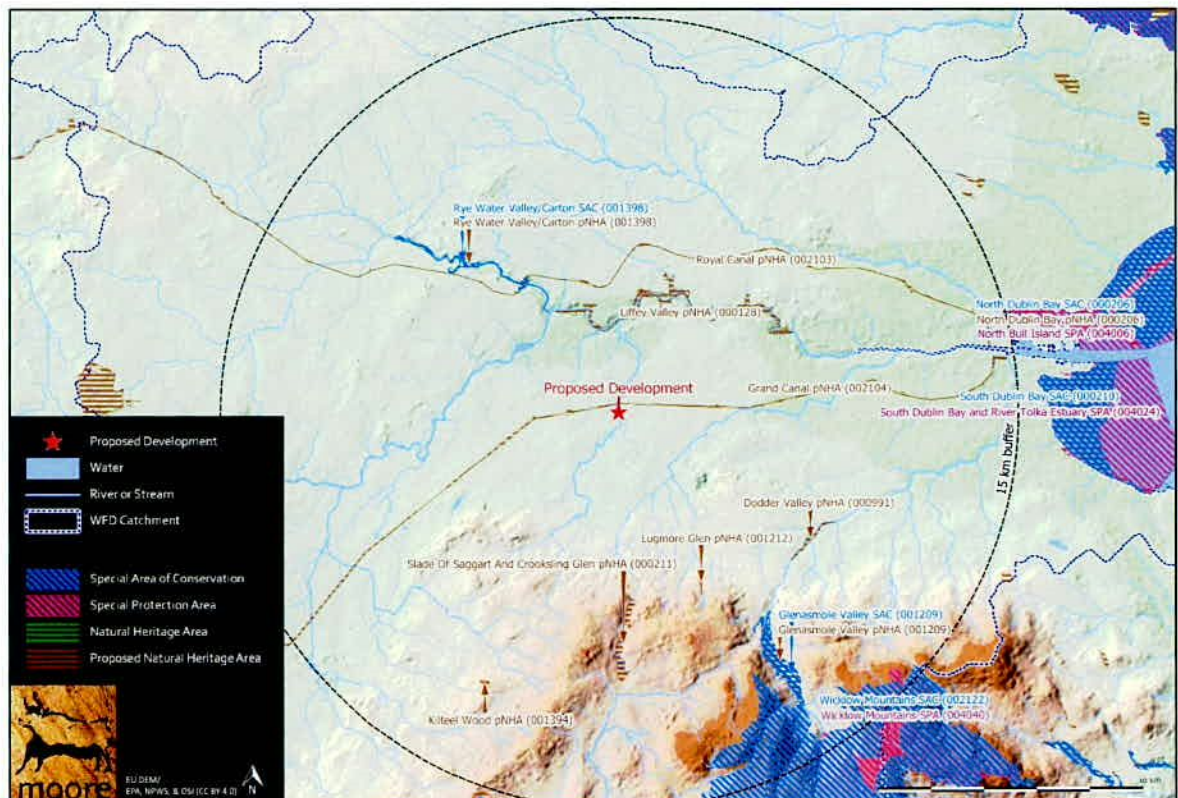 Rye Water Valley/Carton SAC (001398)
Rye Water Valley/Carton pNHA (001398)
Royal Canal pNHA (002103)
Liffey Valley pNHA (000128)
North Dublin Bay SAC (000206)
North Dublin Bay pNHA (000206)
North Bull Island SPA (004006)
Proposed Development
Grand Canal pNHA (002104)
South Dublin Bay SAC (000210)
South Dublin Bay and River Tolka Estuary SPA (004024)
15 km buffer
Dodder Valley pNHA (000991)
Lugmore Glen pNHA (001212)
Slade Of Saggart And Crooksling Glen pNHA (000211)
Glenasmole Valley SAC (001209)
Glenasmole Valley pNHA (001209)
Wicklow Mountains SAC (002122)
Wicklow Mountains SPA (004040)
Kilteel Wood pNHA (001394)
Proposed Development
Water
River or Stream
WFD Catchment
Special Area of Conservation
Special Protection Area
Natural Heritage Area
Proposed Natural Heritage Area
moore
EU DEM/
EPA, NPWS, & OSI (CC BY 4.0)
N